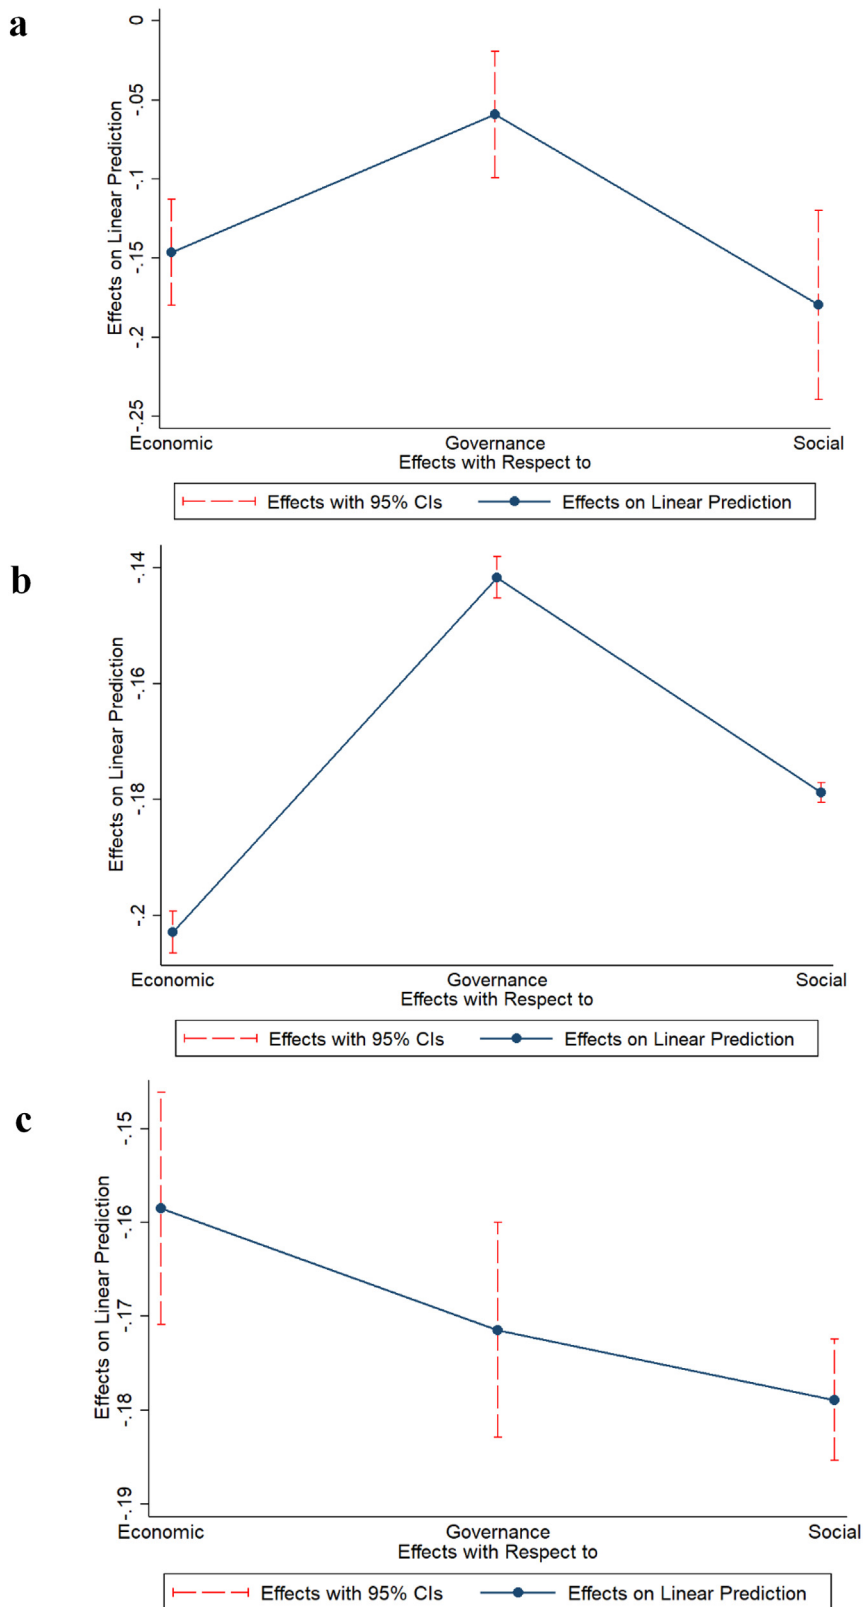 a
0
-.05
-.1
-.15
-.2
-.25
Effects on Linear Prediction
Economic Governance Social
Effects with Respect to
Effects with 95% CIs Effects on Linear Prediction
b
-.14
-.16
-.18
-.2
Effects on Linear Prediction
Economic Governance Social
Effects with Respect to
Effects with 95% CIs Effects on Linear Prediction
c
-.15
-.16
-.17
-.18
-.19
Effects on Linear Prediction
Economic Governance Social
Effects with Respect to
Effects with 95% CIs Effects on Linear Prediction